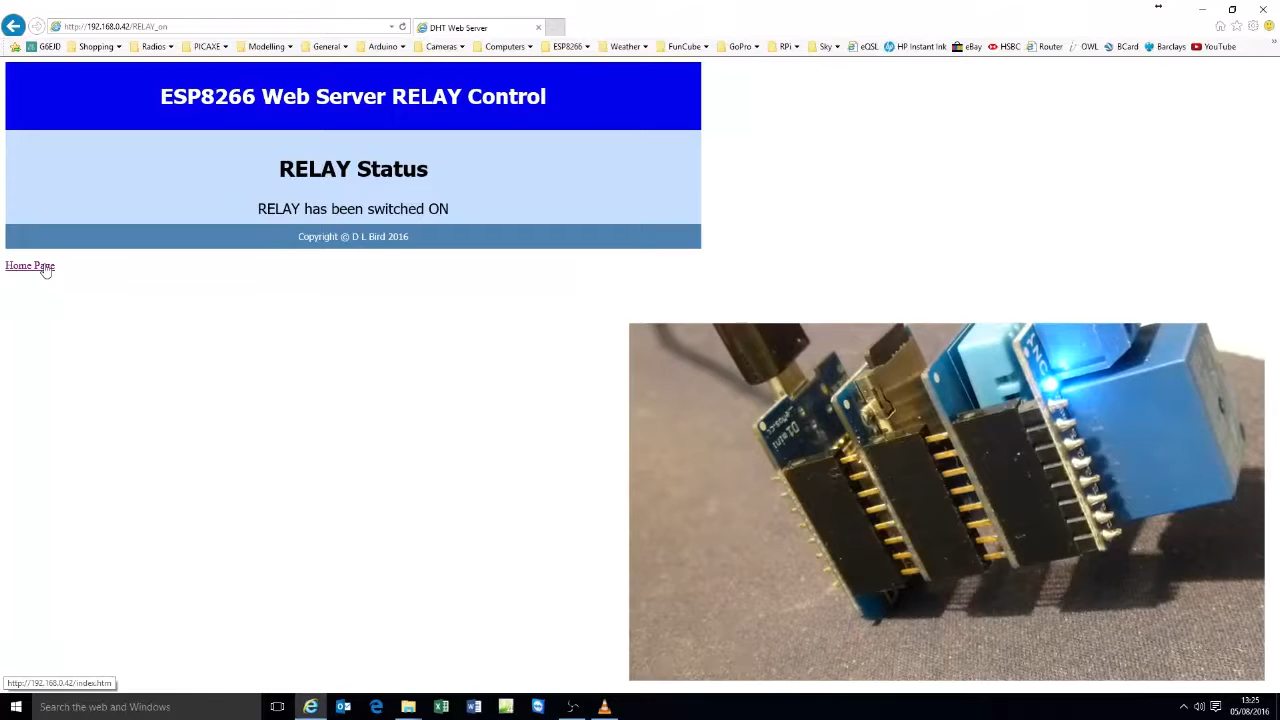 http://192.168.0.42/RELAY_on
DHT Web Server
G6EJD Shopping Radios PICAXE Modelling General Arduino Cameras Computers ESP8266 Weather FunCube GoPro RPi Sky eQSL HP Instant Ink eBay HSBC Router OWL BCard Barclays YouTube
ESP8266 Web Server RELAY Control
RELAY Status
RELAY has been switched ON
Copyright © D L Bird 2016
Home Page
D1 mini
http://192.168.0.42/index.htm
Search the web and Windows
13:25
05/08/2016